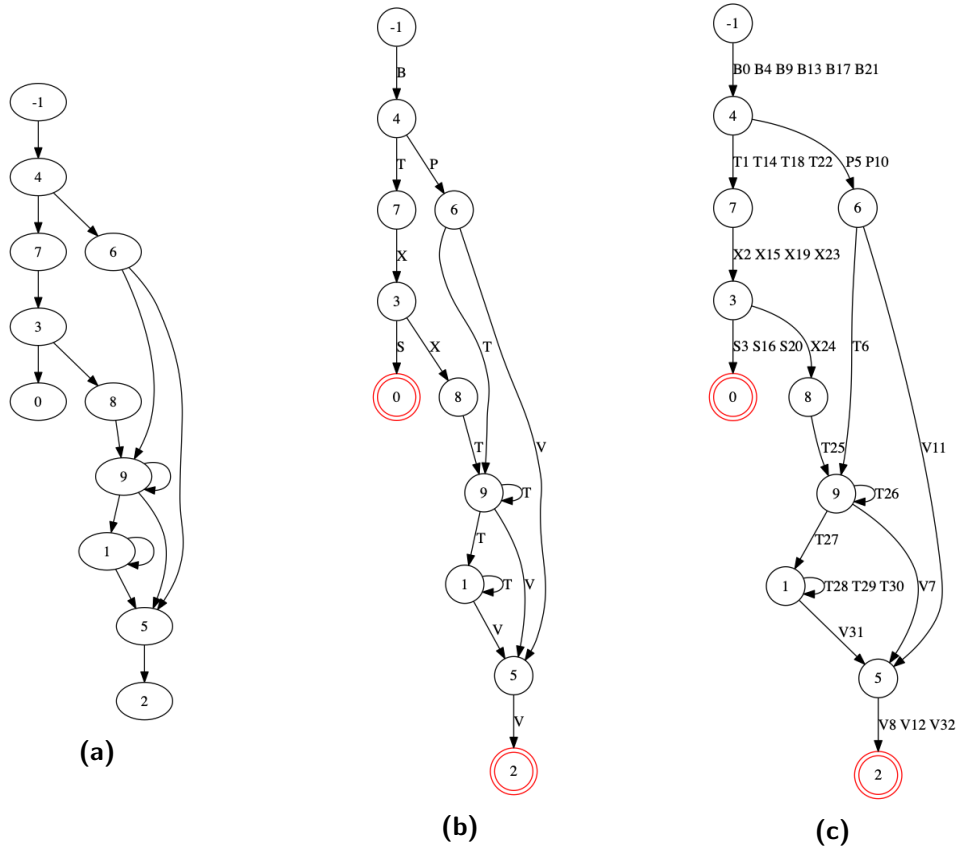 -1
4
7
6
3
0
8
9
1
5
2
(a)
-1
B
4
T
P
7
6
X
3
S
X
T
V
0
8
T
9
T
T
V
1
T
V
5
V
2
(b)
-1
B0 B4 B9 B13 B17 B21
4
T1 T14 T18 T22
P5 P10
7
6
X2 X15 X19 X23
3
S3 S16 S20
X24
T6
0
8
V11
T25
9
T26
T27
1
T28 T29 T30
V7
V31
5
V8 V12 V32
2
(c)